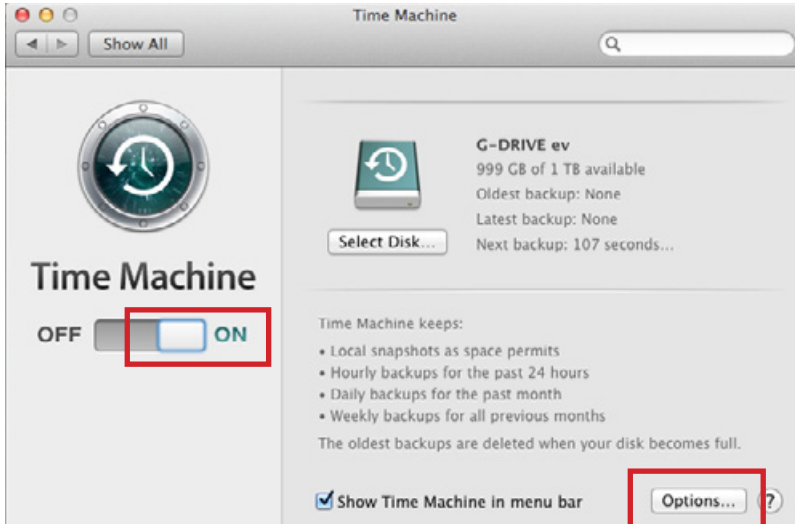 Time Machine
Show All
G-DRIVE ev
999 GB of 1 TB available
Oldest backup: None
Latest backup: None
Select Disk...
Next backup: 107 seconds...
Time Machine
OFF
ON
Time Machine keeps:
• Local snapshots as space permits
• Hourly backups for the past 24 hours
• Daily backups for the past month
• Weekly backups for all previous months
The oldest backups are deleted when your disk becomes full.
Show Time Machine in menu bar
Options...
?